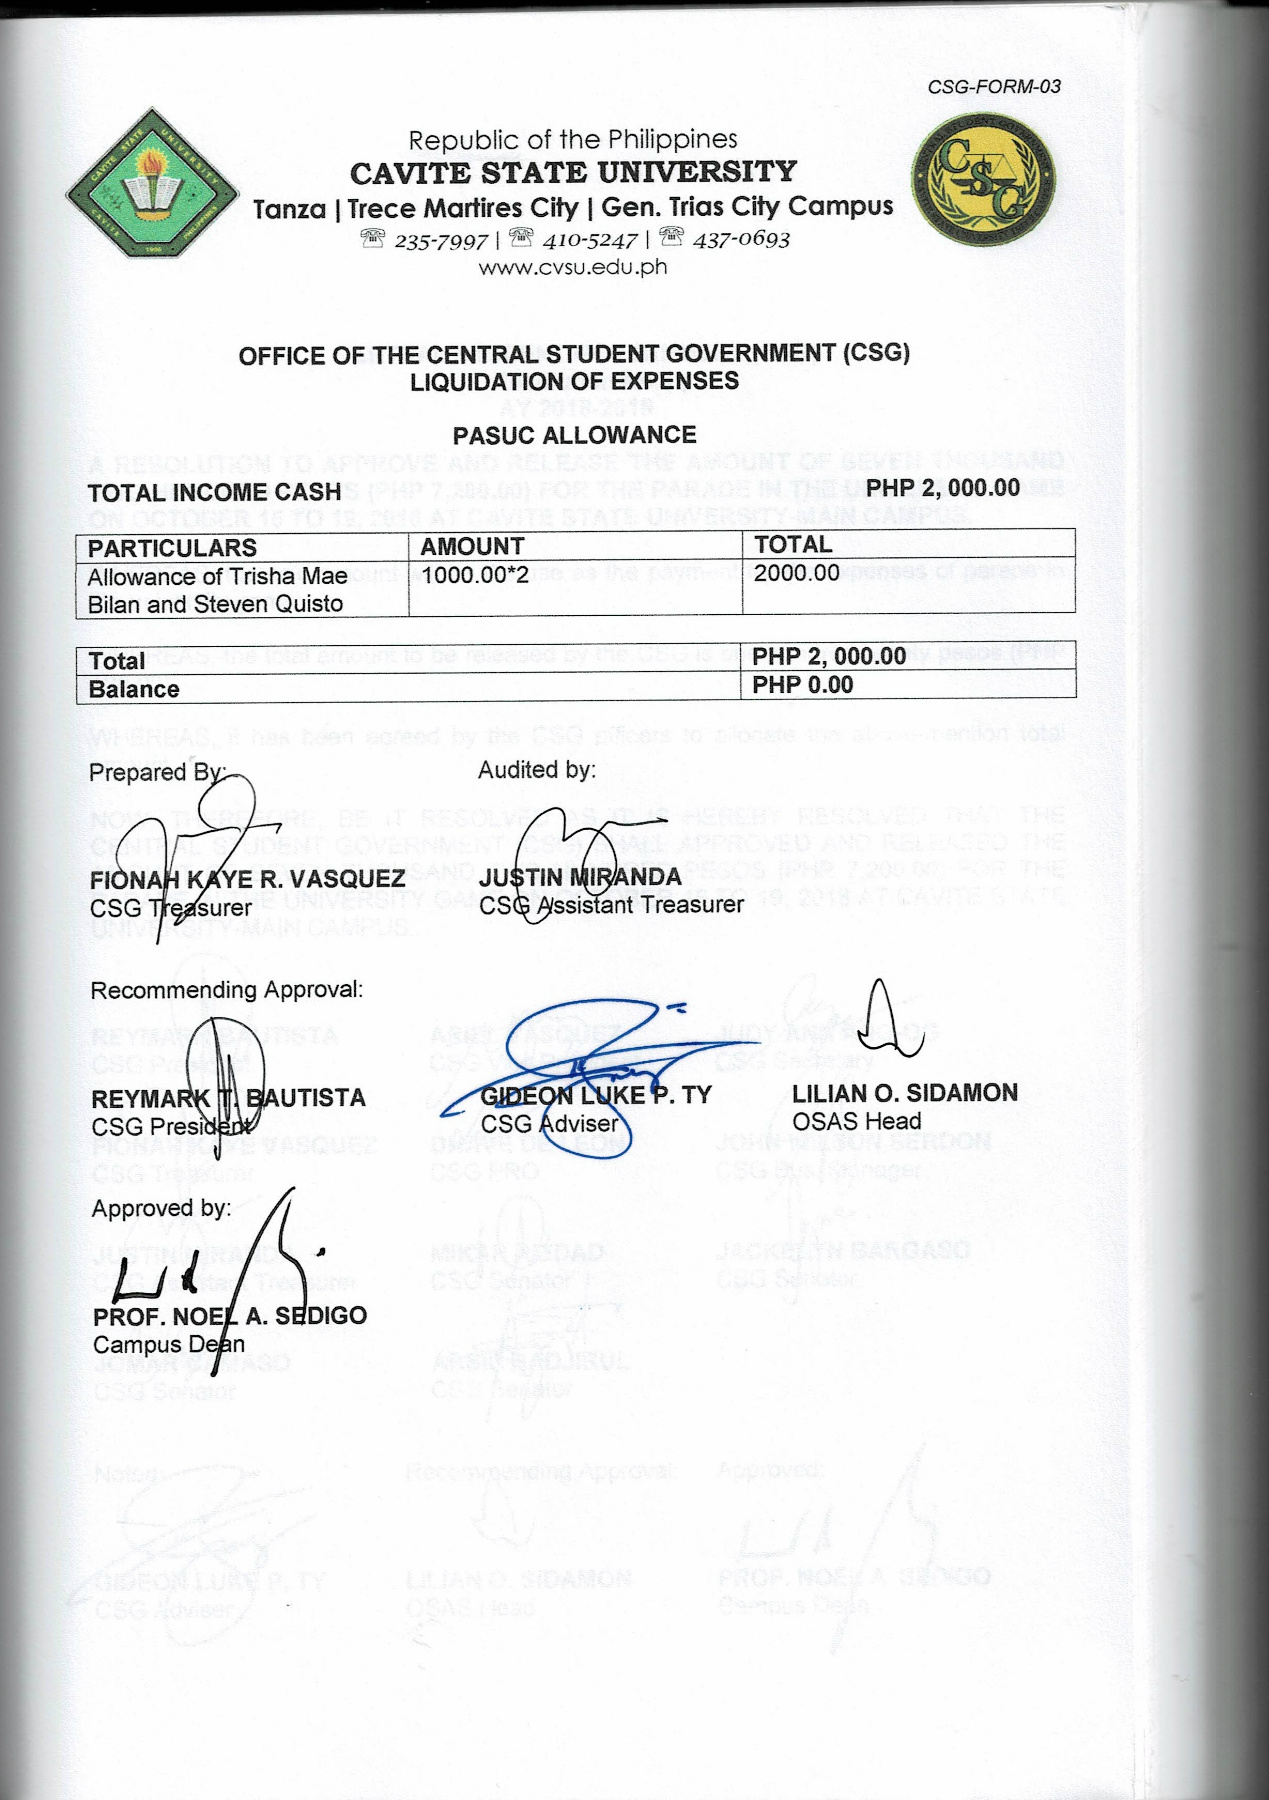 CSG-FORM-03
Republic of the Philippines
CAVITE STATE UNIVERSITY
Tanza | Trece Martires City | Gen. Trias City Campus
☎ 235-7997 | ☎ 410-5247 | ☎ 437-0693
www.cvsu.edu.ph
OFFICE OF THE CENTRAL STUDENT GOVERNMENT (CSG)
LIQUIDATION OF EXPENSES
PASUC ALLOWANCE
TOTAL INCOME CASH PHP 2, 000.00
PARTICULARS AMOUNT TOTAL
Allowance of Trisha Mae 1000.00*2 2000.00
Bilan and Steven Quisto
Total PHP 2, 000.00
Balance PHP 0.00
Prepared By: Audited by:
FIONAH KAYE R. VASQUEZ JUSTIN MIRANDA
CSG Treasurer CSG Assistant Treasurer
Recommending Approval:
REYMARK T. BAUTISTA GIDEON LUKE P. TY LILIAN O. SIDAMON
CSG President CSG Adviser OSAS Head
Approved by:
PROF. NOEL A. SEDIGO
Campus Dean